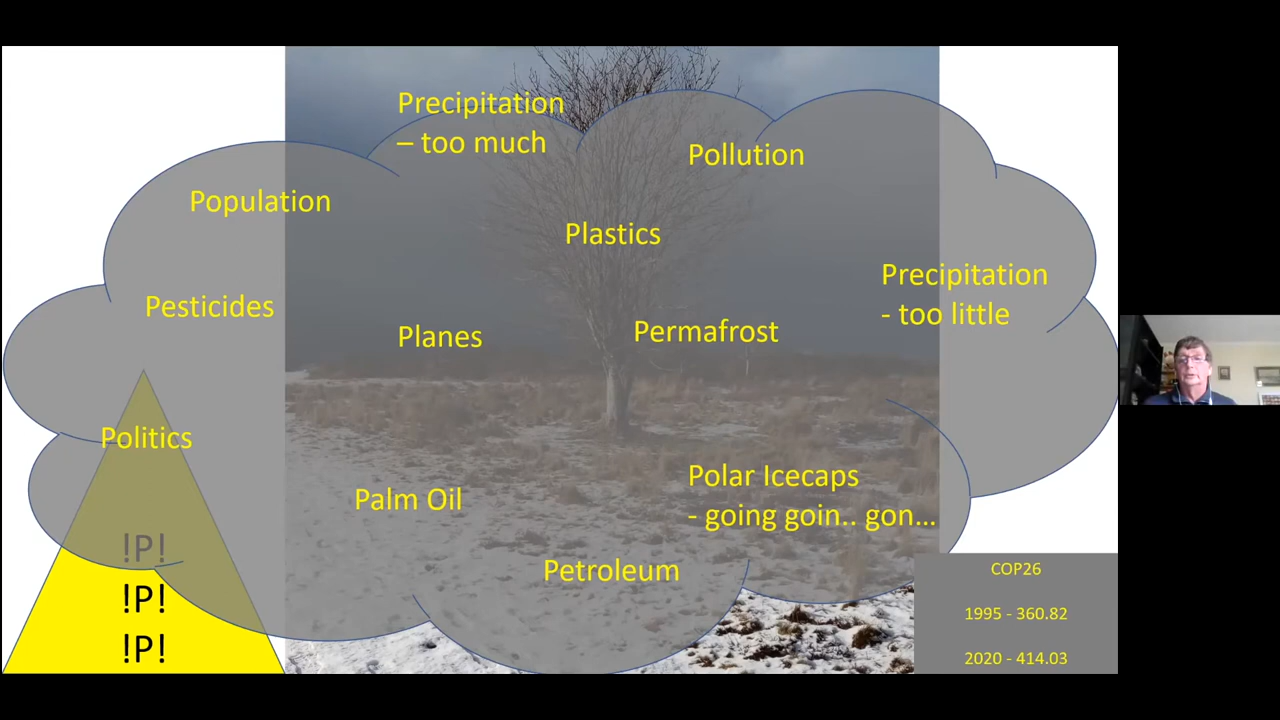 Precipitation
– too much
Pollution
Population
Plastics
Precipitation
- too little
Pesticides
Planes
Permafrost
Politics
Polar Icecaps
- going goin.. gon...
Palm Oil
!P!
Petroleum
!P!
!P!
COP26
1995 - 360.82
2020 - 414.03